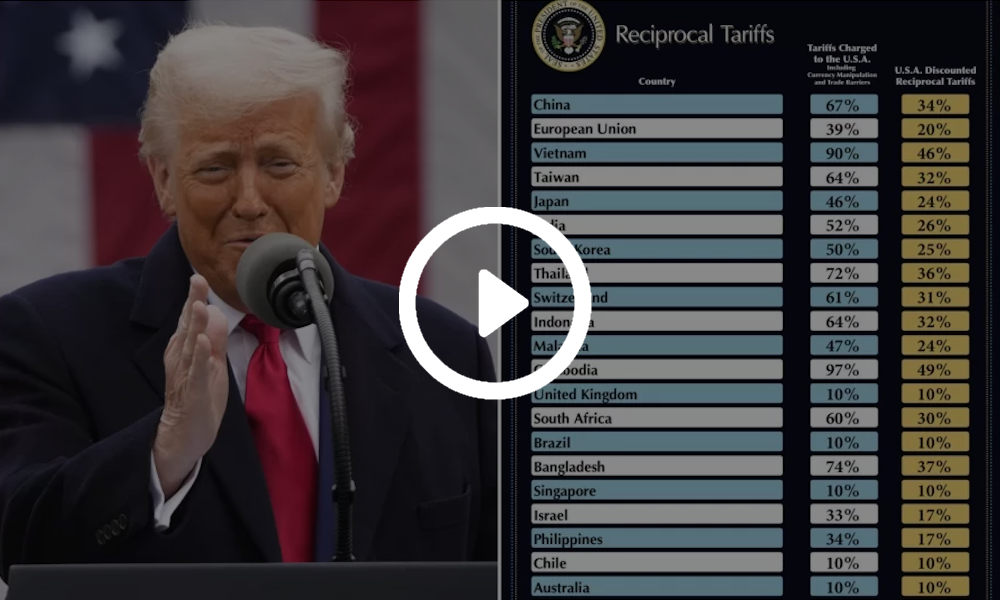 Reciprocal Tariffs
Country
Tariffs Charged
to the U.S.A.
Including
Currency Manipulation
and Trade Barriers
U.S.A. Discounted
Reciprocal Tariffs
China 67% 34%
European Union 39% 20%
Vietnam 90% 46%
Taiwan 64% 32%
Japan 46% 24%
52% 26%
Korea 50% 25%
72% 36%
61% 31%
64% 32%
47% 24%
97% 49%
United Kingdom 10% 10%
South Africa 60% 30%
Brazil 10% 10%
Bangladesh 74% 37%
Singapore 10% 10%
Israel 33% 17%
Philippines 34% 17%
Chile 10% 10%
Australia 10% 10%